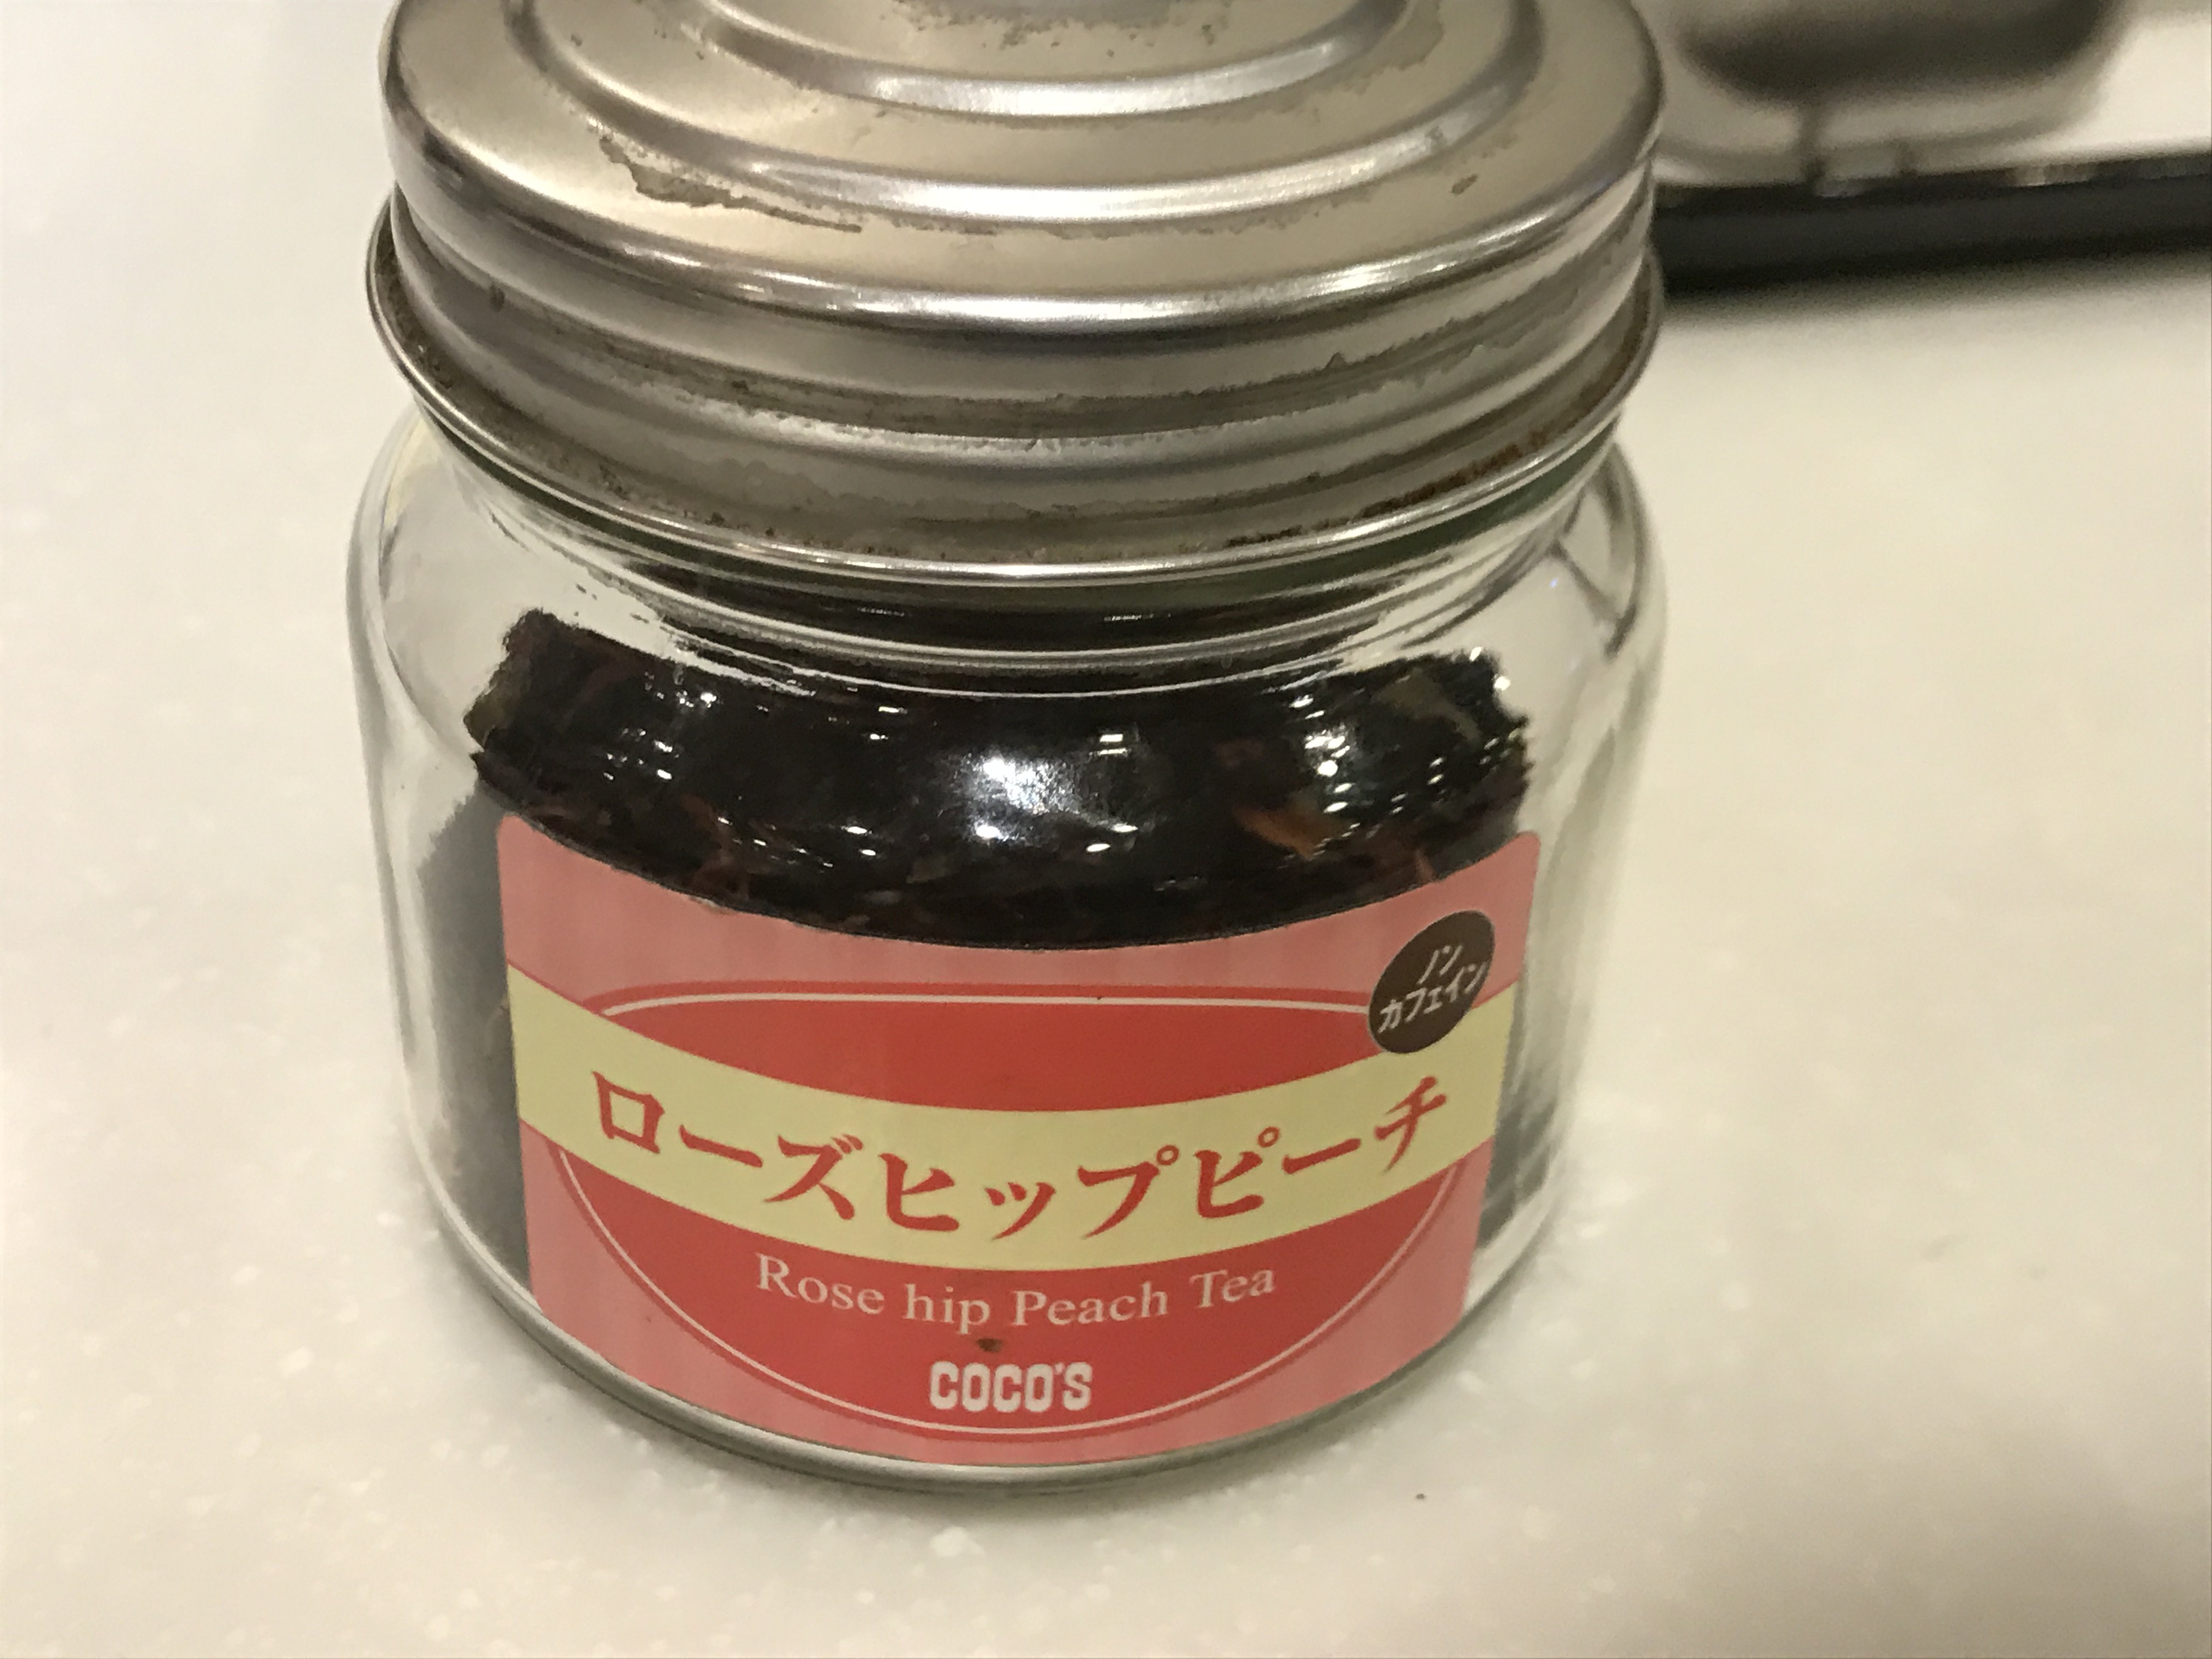 ノン
カフェイン
ローズヒップピーチ
Rose hip Peach Tea
COCO'S